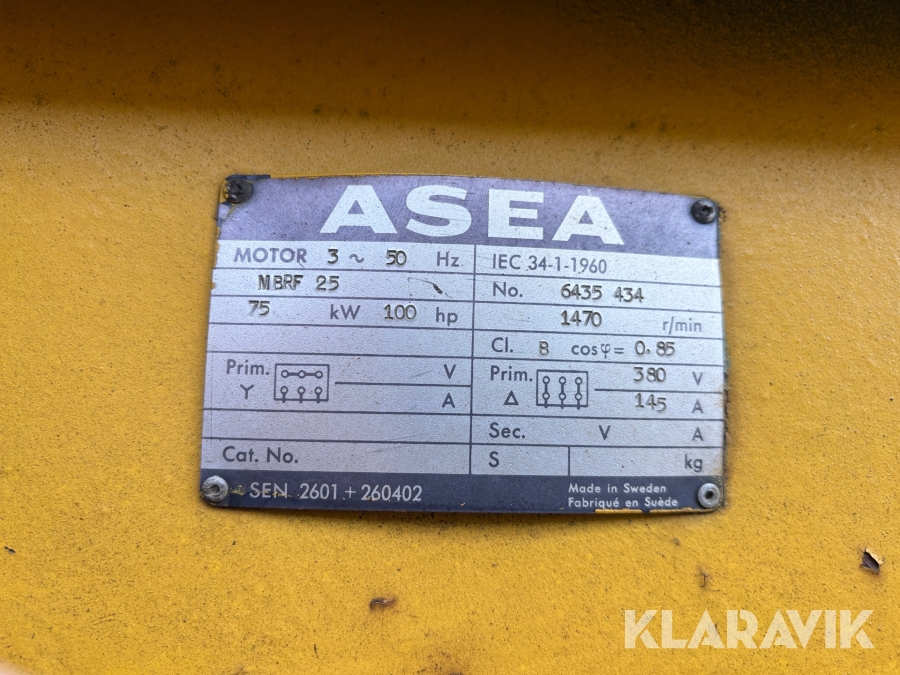 ASEA
MOTOR 3 ~ 50 Hz
IEC 34-1-1960
MBRF 25
No. 6435 434
75 kW 100 hp
1470 r/min
Cl. B cosφ = 0.85
Prim. Y V
A
Prim. Δ 380 V
145 A
Sec. V A
Cat. No.
S kg
SEN 2601 + 260402
Made in Sweden
Fabriqué en Suède
KLARAVIK